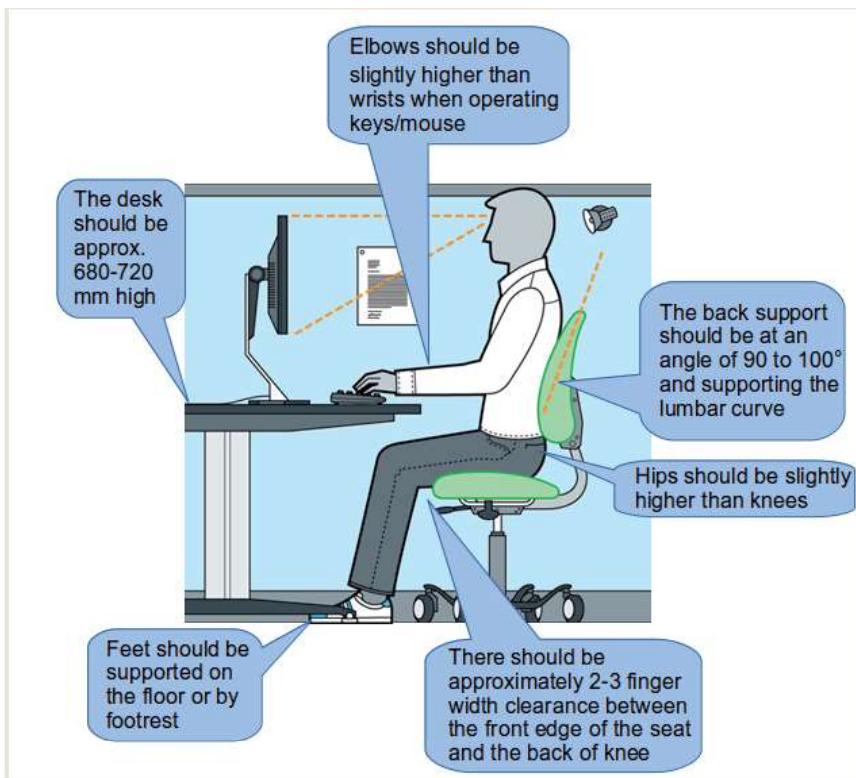 Elbows should be
slightly higher than
wrists when operating
keys/mouse
The desk
should be
approx.
680-720
mm high
The back support
should be at an
angle of 90 to 100°
and supporting the
lumbar curve
Hips should be slightly
higher than knees
Feet should be
supported on
the floor or by
footrest
There should be
approximately 2-3 finger
width clearance between
the front edge of the seat
and the back of knee